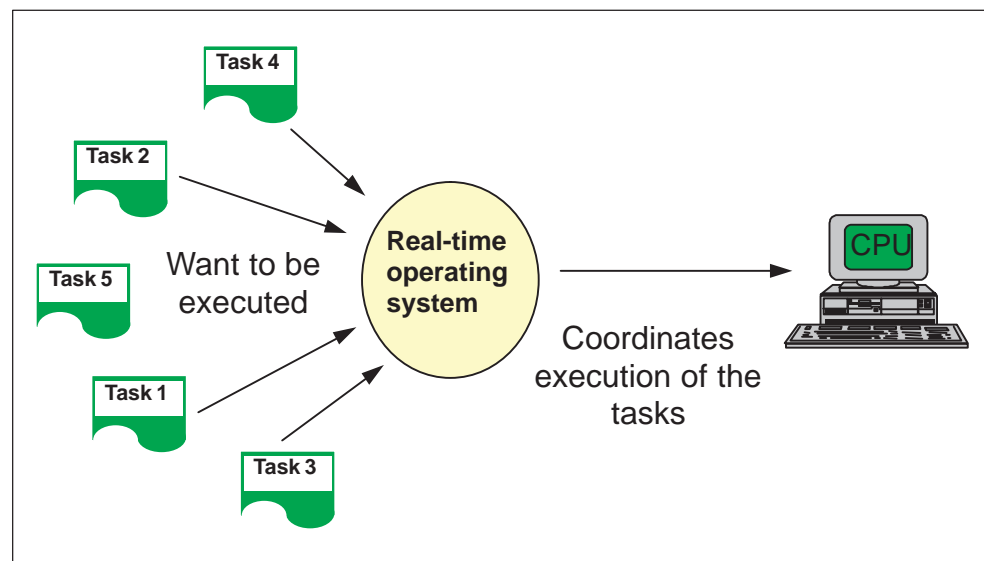 Task 4
Task 2
Task 5
Want to be
executed
Task 1
Task 3
Real-time
operating
system
Coordinates
execution of the
tasks
CPU